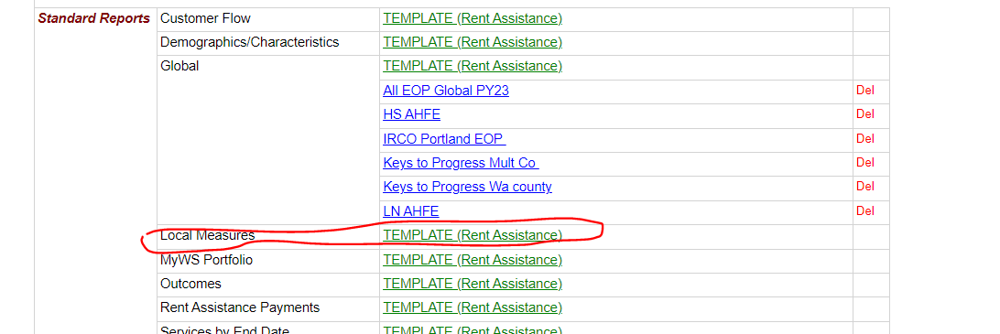 Standard Reports Customer Flow TEMPLATE (Rent Assistance)
Demographics/Characteristics TEMPLATE (Rent Assistance)
Global TEMPLATE (Rent Assistance)
All EOP Global PY23 Del
HS AHFE Del
IRCO Portland EOP Del
Keys to Progress Mult Co Del
Keys to Progress Wa county Del
LN AHFE Del
Local Measures TEMPLATE (Rent Assistance)
MyWS Portfolio TEMPLATE (Rent Assistance)
Outcomes TEMPLATE (Rent Assistance)
Rent Assistance Payments TEMPLATE (Rent Assistance)
Services by End Date TEMPLATE (Rent Assistance)